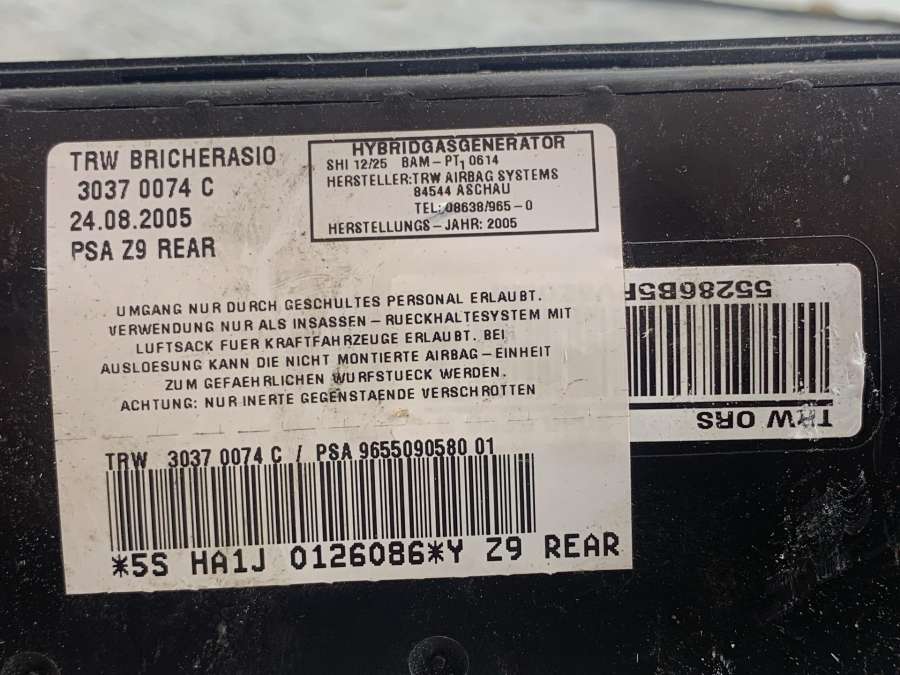 TRW BRICHERASIO
3037 0074 C
24.08.2005
PSA Z9 REAR
HYBRIDGASGENERATOR
SHI 12/25 BAM-PT1 0614
HERSTELLER:TRW AIRBAG SYSTEMS
84544 ASCHAU
TEL: 08638/965-0
HERSTELLUNGS-JAHR: 2005
UMGANG NUR DURCH GESCHULTES PERSONAL ERLAUBT.
VERWENDUNG NUR ALS INSASSEN-RUECKHALTESYSTEM MIT
LUFTSACK FUER KRAFTFAHRZEUGE ERLAUBT. BEI
AUSLOESUNG KANN DIE NICHT MONTIERTE AIRBAG-EINHEIT
ZUM GEFAEHRLICHEN WURFSTUECK WERDEN.
ACHTUNG: NUR INERTE GEGENSTAENDE VERSCHROTTEN
TRW 3037 0074 C / PSA 9655090580 01
*5S HA1J 0126086*Y Z9 REAR
TRW ORS
55286B5F